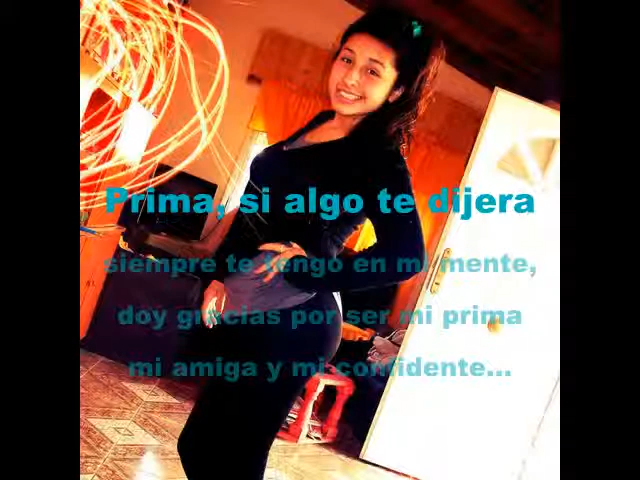 Prima, si algo te dijera
siempre te tengo en mi mente,
doy gracias por ser mi prima
mi amiga y mi confidente...